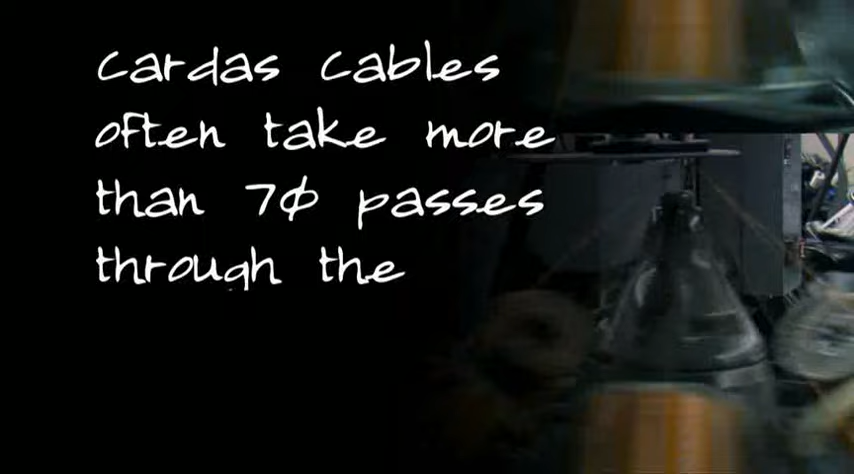 Cardas Cables
often take more
than 70 passes
through the